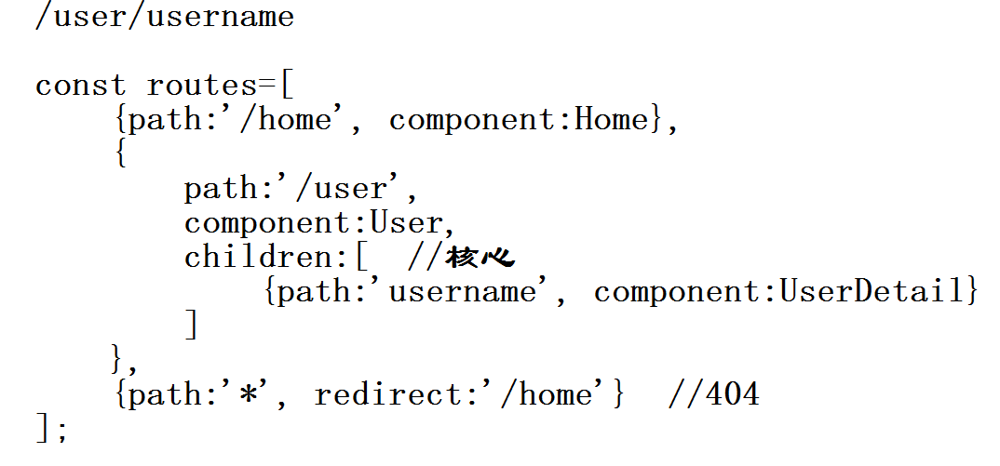 /user/username
const routes=[
{path:'/home', component:Home},
{
path:'/user',
component:User,
children:[ //核心
{path:'username', component:UserDetail}
]
},
{path:'*', redirect:'/home'} //404
];